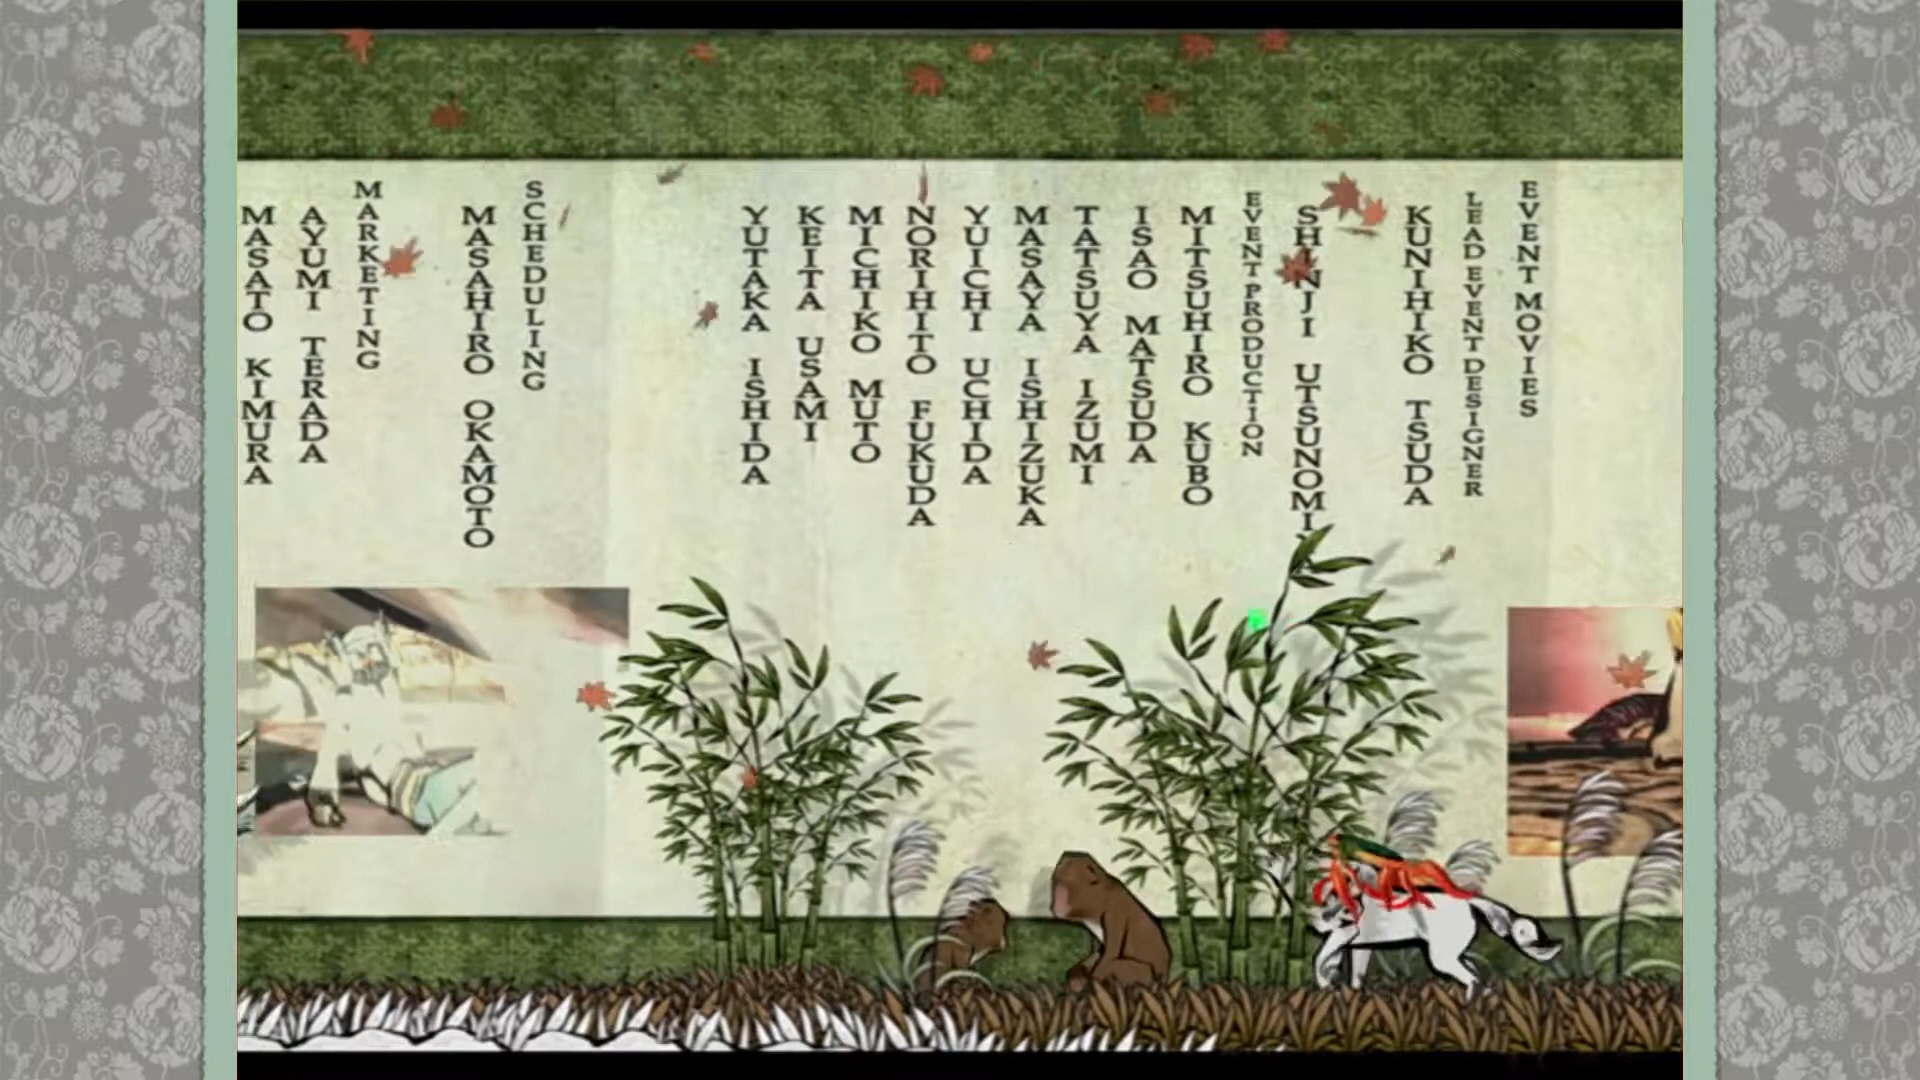 EVENT MOVIES
LEAD EVENT DESIGNER
KUNIHIKO TSUDA
SHINJI UTSUNOMIY
EVENT PRODUCTION
MITSUHIRO KUBO
ISAO MATSUDA
TATSUYA IZUMI
MASAYA ISHIZUKA
YUICHI UCHIDA
NORIHITO FUKUDA
MICHIKO MUTO
KEITA USAMI
YUTAKA ISHIDA
SCHEDULING
MASAHIRO OKAMOTO
MARKETING
AYUMI TERADA
MASATO KIMURA